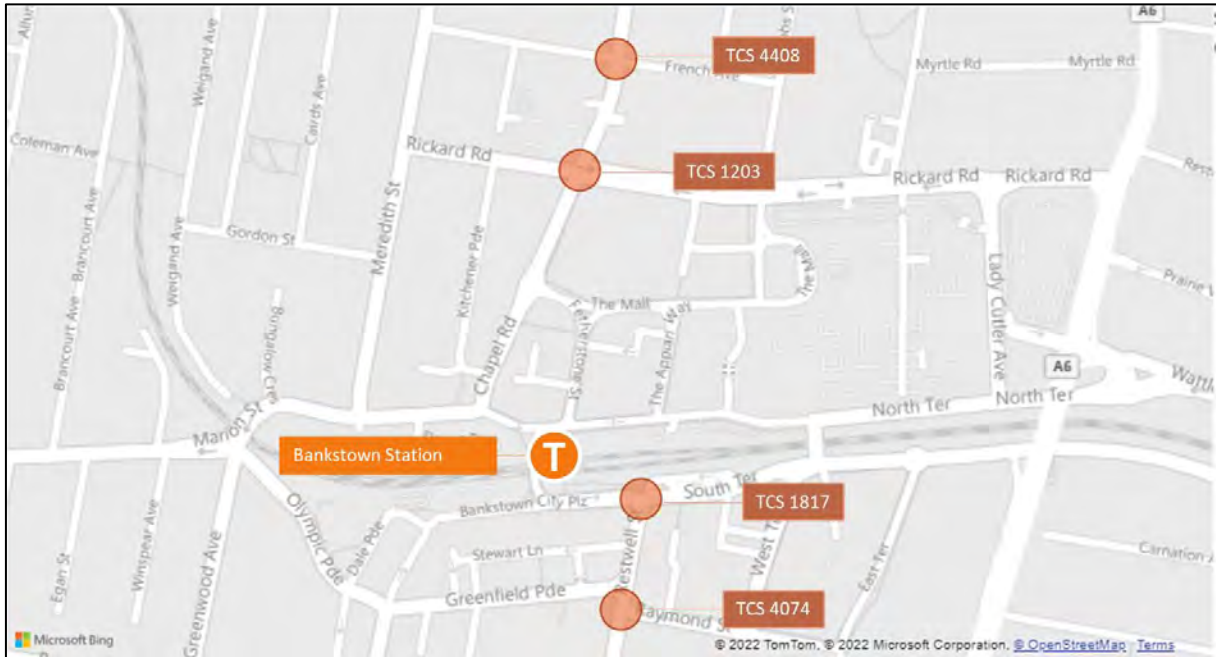 A6
TCS 4408
French Ave
Myrtle Rd
Myrtle Rd
Weigand Ave
Cairds Ave
Coleman Ave
Rickard Rd
TCS 1203
Rickard Rd
Rickard Rd
Brancourt Ave
Brancourt Ave
Meredith St
Gordon St
Weigand Ave
Kitchener Pde
The Mall
The Mall
Lady Cutler Ave
Prairie
Bungalow Cres
Chapel Rd
Fetherstone St
The Appian Way
A6
North Ter
North Ter
Marion St
Bankstown Station
T
South Ter
TCS 1817
Bankstown City Plz
Olympic Pde
Dale Pde
Stewart Ln
Restwell
West Te
East Ter
Carnation
Egan St
Winspear Ave
Greenwood Ave
Greenfield Pde
TCS 4074
aymond St
Microsoft Bing
© 2022 TomTom, © 2022 Microsoft Corporation, © OpenStreetMap Terms